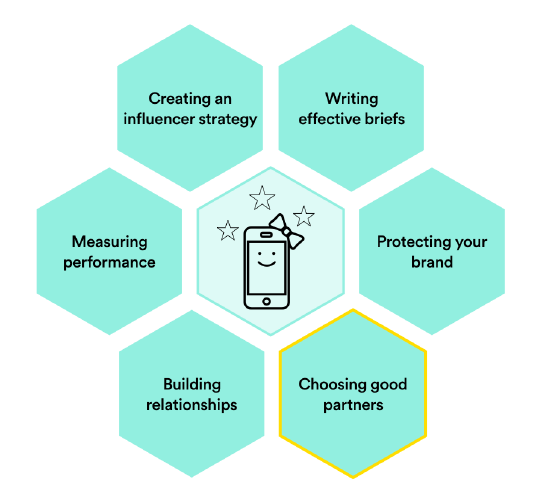 Creating an
influencer strategy
Writing
effective briefs
Measuring
performance
Protecting your
brand
Building
relationships
Choosing good
partners